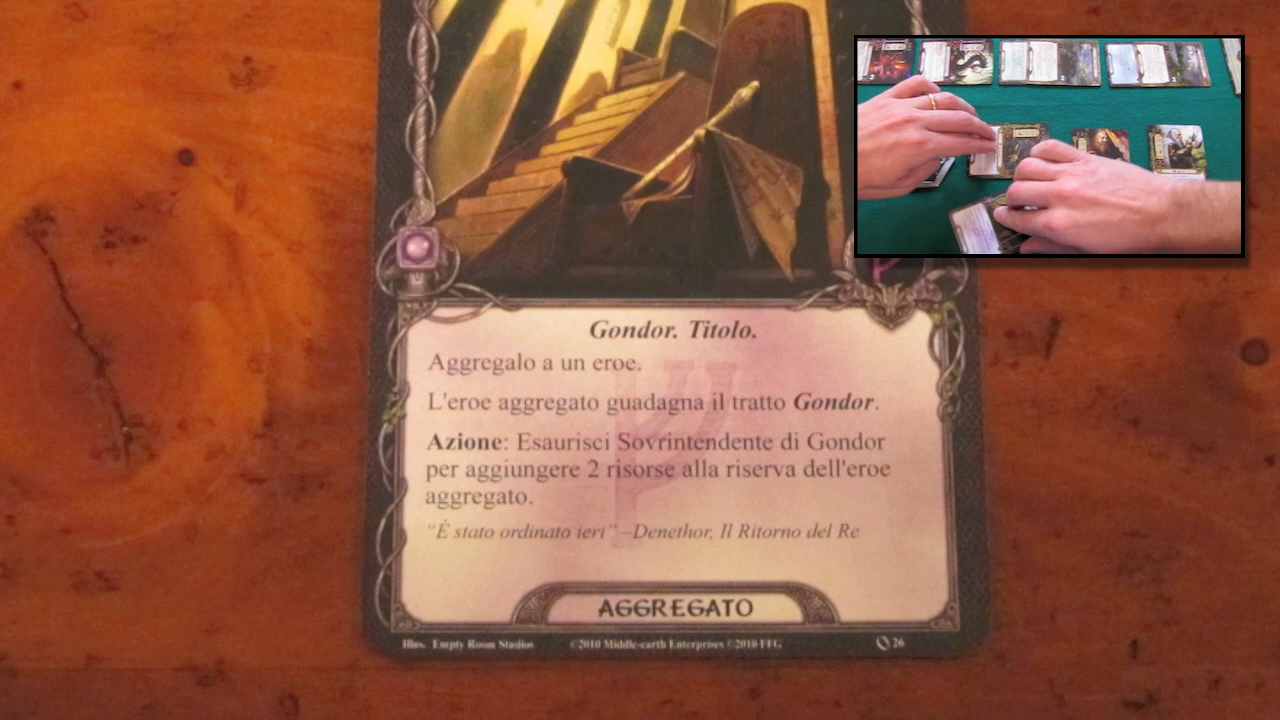 Gondor. Titolo.
Aggregalo a un eroe.
L'eroe aggregato guadagna il tratto Gondor.
Azione: Esaurisci Sovrintendente di Gondor
per aggiungere 2 risorse alla riserva dell'eroe
aggregato.
"É stato ordinato ieri" –Denethor, Il Ritorno del Re
AGGREGATO
Illus. Empty Room Studios ©2010 Middle-earth Enterprises ©2010 FFG 26